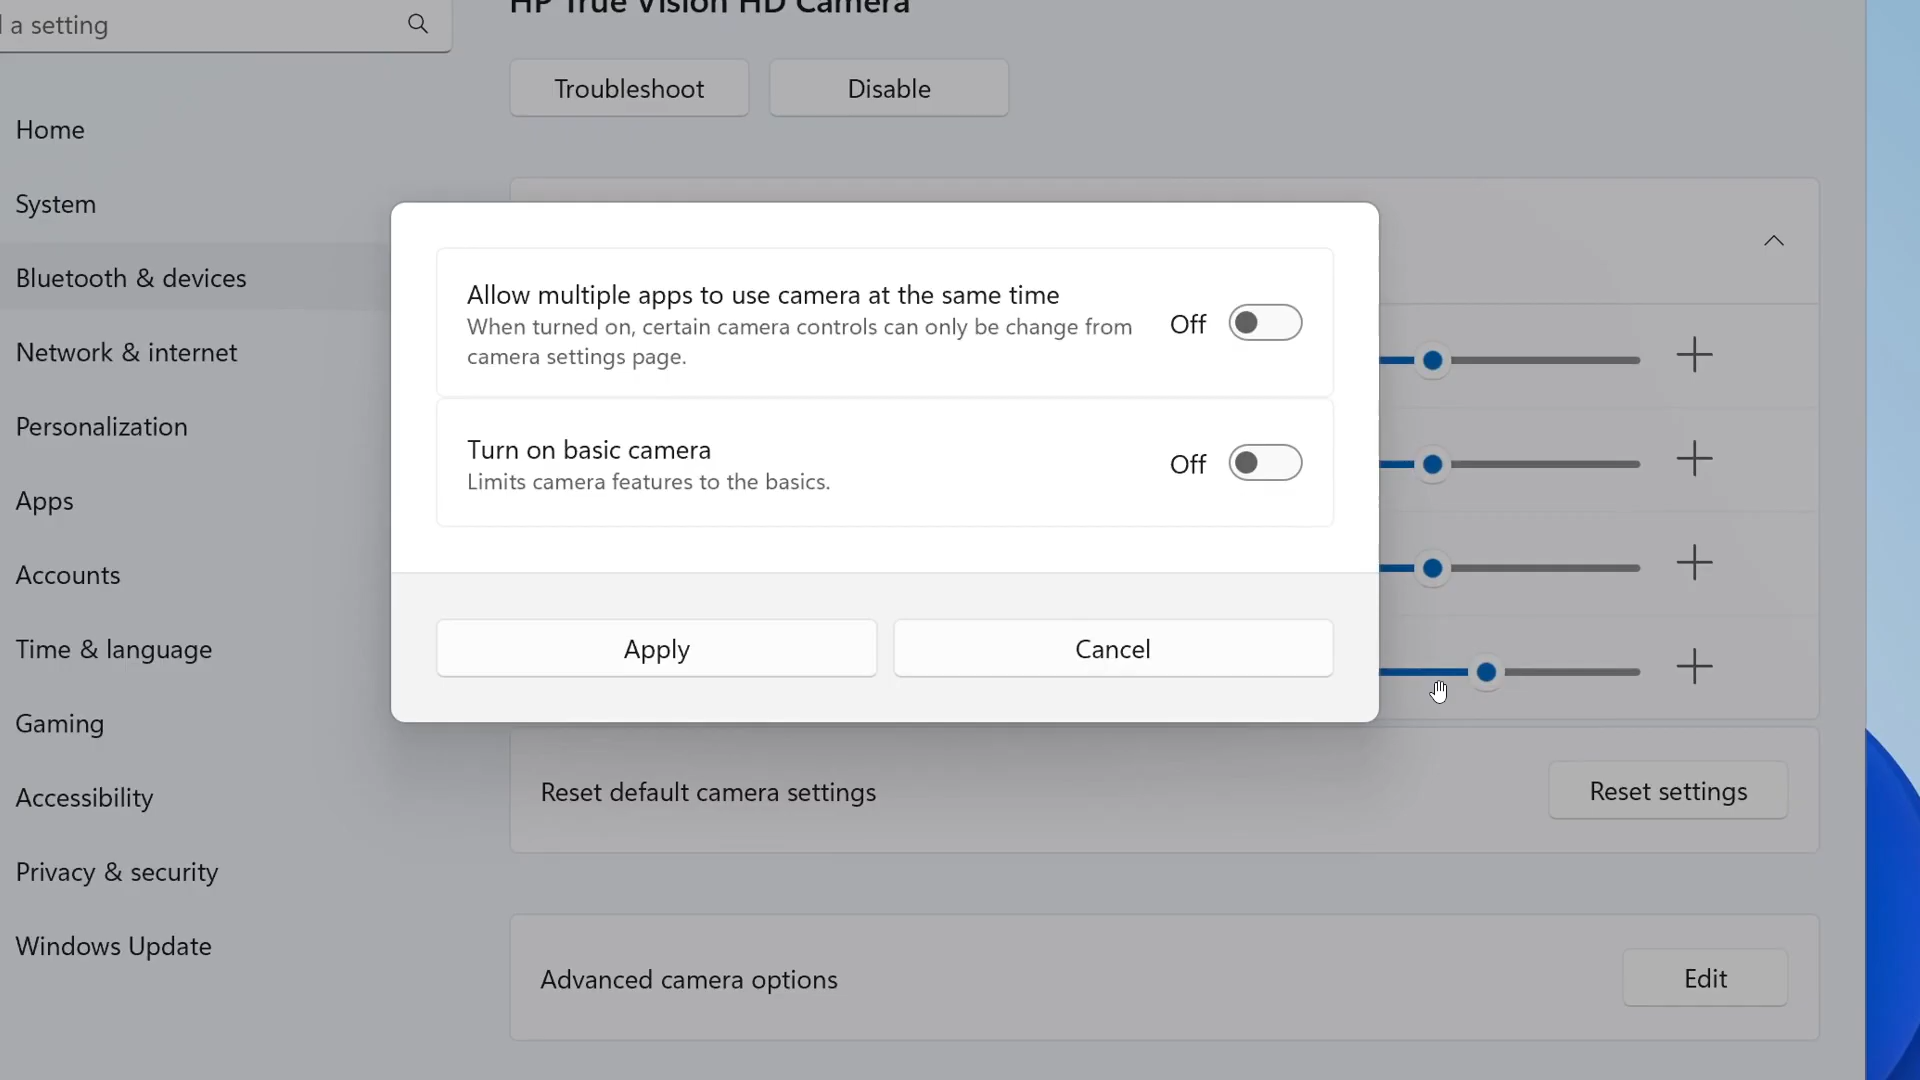 HP True Vision HD Camera
a setting
Troubleshoot
Disable
Home
System
Bluetooth & devices
Network & internet
Personalization
Apps
Accounts
Time & language
Gaming
Accessibility
Privacy & security
Windows Update
Allow multiple apps to use camera at the same time
When turned on, certain camera controls can only be change from
camera settings page.
Off
Turn on basic camera
Limits camera features to the basics.
Off
Apply
Cancel
Reset default camera settings
Reset settings
Advanced camera options
Edit